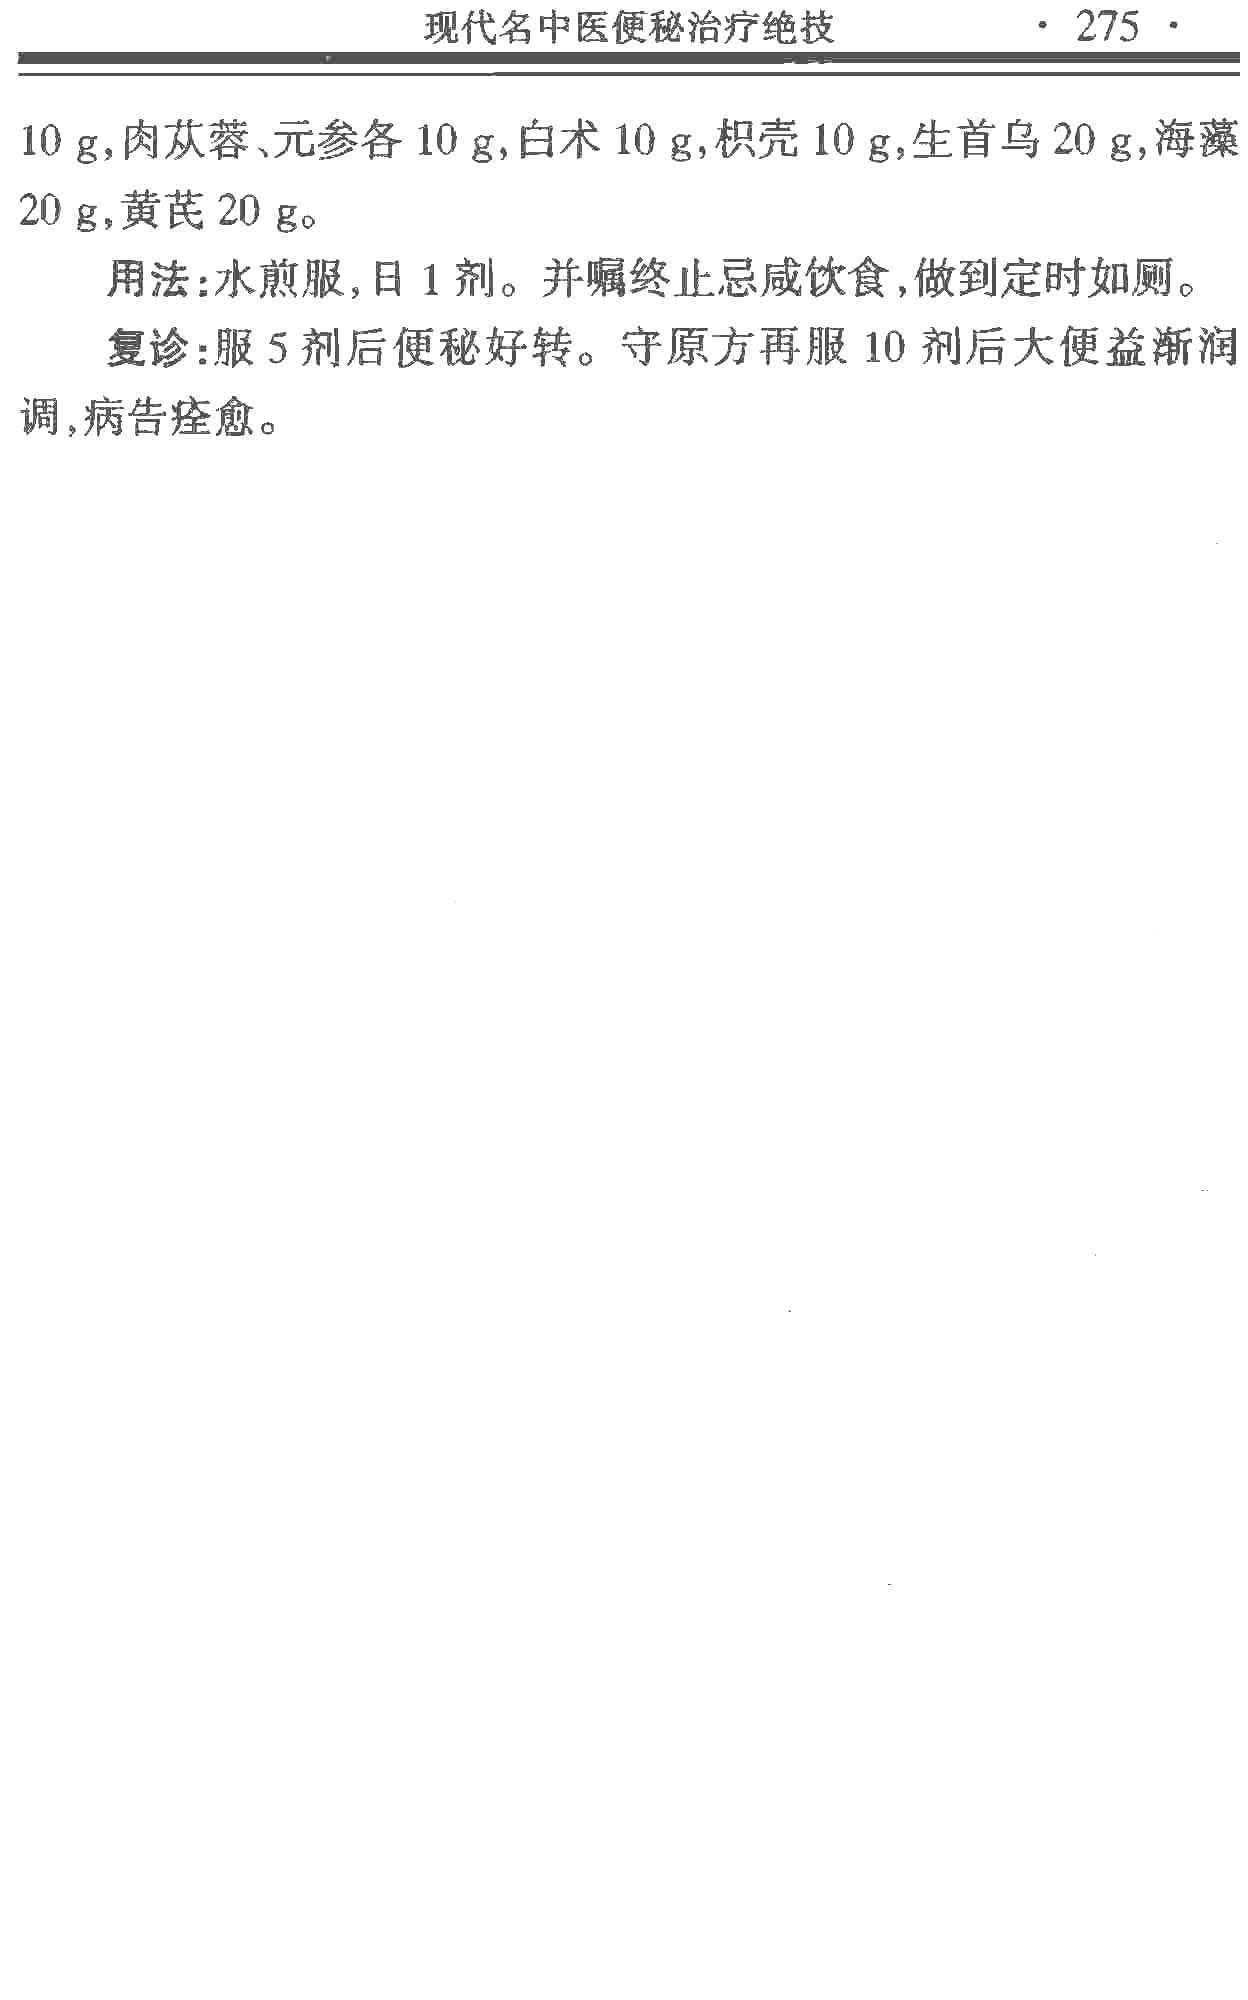 现代名中医便秘治疗绝技 · 275 ·
10 g,肉苁蓉、元参各 10 g,白术 10 g,枳壳 10 g,生首乌 20 g,海藻
20 g,黄芪 20 g。
用法:水煎服,日 1 剂。并嘱终止忌咸饮食,做到定时如厕。
复诊:服 5 剂后便秘好转。守原方再服 10 剂后大便益渐润
调,病告痊愈。